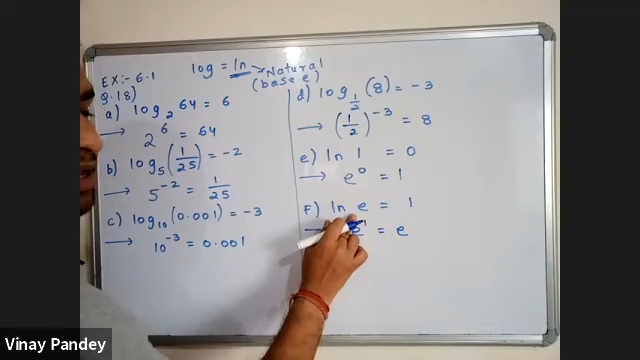 log = ln → Natural
(base e)
EX:- 6.1
Q.18)
a) log₂ 64 = 6
→ 2⁶ = 64
b) log₅ (1/25) = -2
→ 5⁻² = 1/25
c) log₁₀ (0.001) = -3
→ 10⁻³ = 0.001
d) log_{1/2} (8) = -3
→ (1/2)⁻³ = 8
e) ln 1 = 0
→ e⁰ = 1
F) ln e = 1
→ e¹ = e
Vinay Pandey